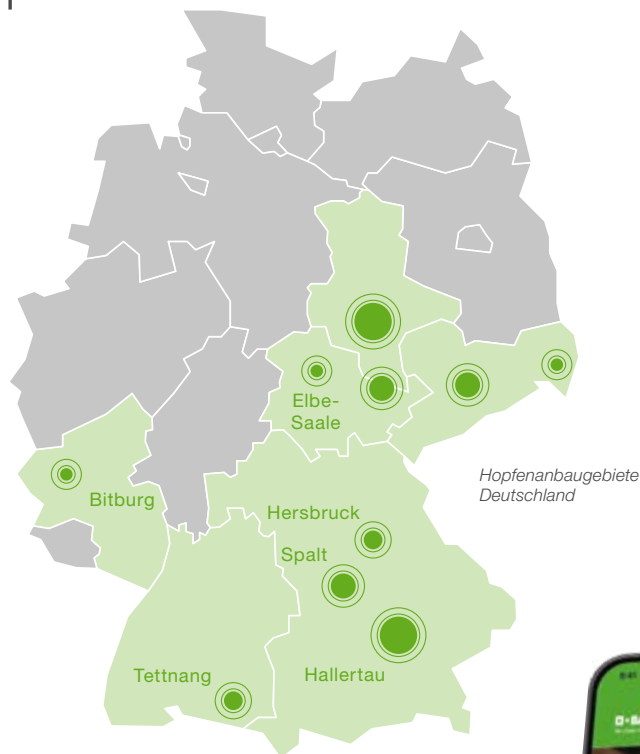 Elbe-
Saale
Hopfenanbaugebiete
Deutschland
Bitburg
Hersbruck
Spalt
Tettnang
Hallertau